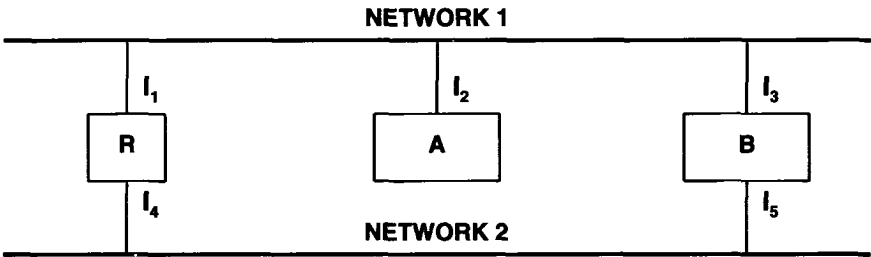 NETWORK 1
I₁ I₂ I₃
R A B
I₄ I₅
NETWORK 2